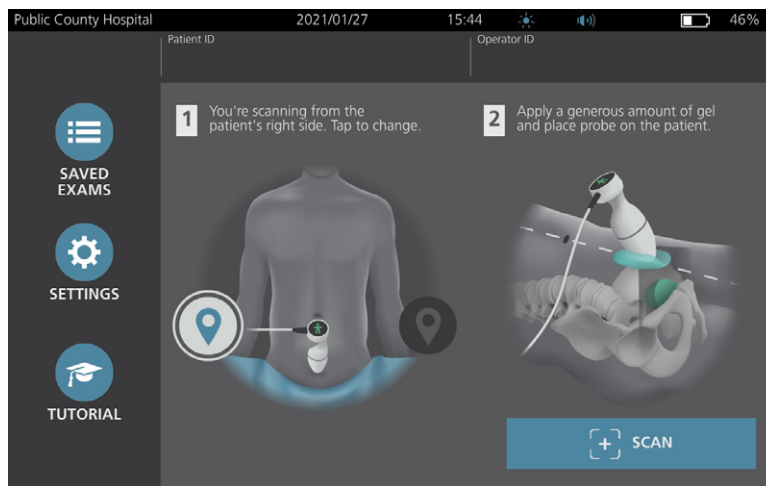 Public County Hospital 2021/01/27 15:44 46%
Patient ID
Operator ID
SAVED
EXAMS
SETTINGS
TUTORIAL
1
You're scanning from the
patient's right side. Tap to change.
2
Apply a generous amount of gel
and place probe on the patient.
SCAN